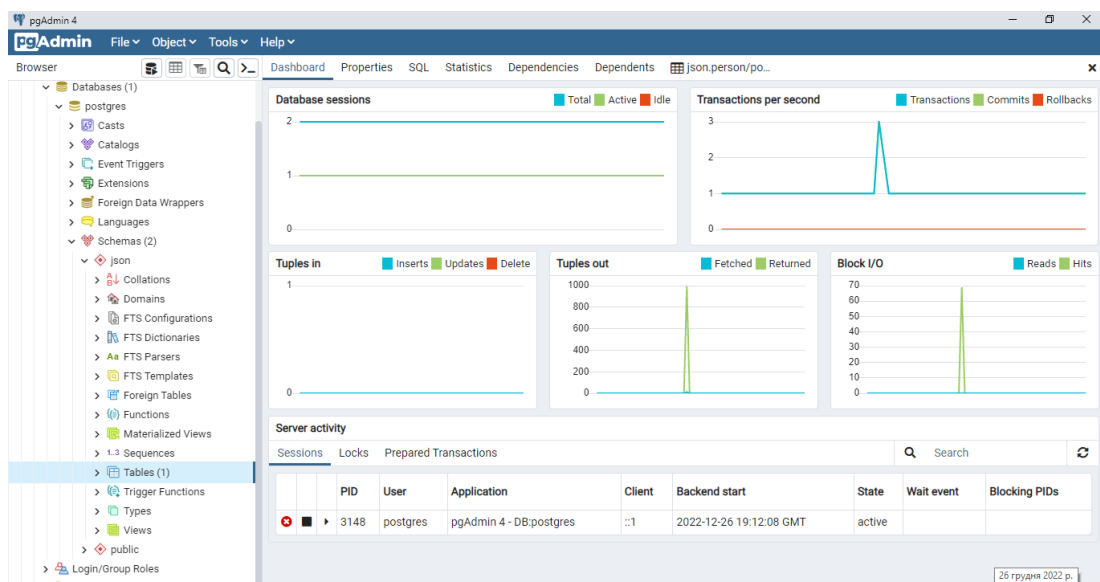 pgAdmin 4
pgAdmin File Object Tools Help
Browser
Dashboard Properties SQL Statistics Dependencies Dependents json.person/po...
Databases (1)
postgres
Casts
Catalogs
Event Triggers
Extensions
Foreign Data Wrappers
Languages
Schemas (2)
json
Collations
Domains
FTS Configurations
FTS Dictionaries
Aa FTS Parsers
FTS Templates
Foreign Tables
Functions
Materialized Views
1..3 Sequences
Tables (1)
Trigger Functions
Types
Views
public
Login/Group Roles
Database sessions
Total Active Idle
2
1
0
Transactions per second
Transactions Commits Rollbacks
3
2
1
0
Tuples in
Inserts Updates Delete
1
0
Tuples out
Fetched Returned
1000
800
600
400
200
0
Block I/O
Reads Hits
70
60
50
40
30
20
10
0
Server activity
Sessions Locks Prepared Transactions
Search
PID User Application Client Backend start State Wait event Blocking PIDs
3148 postgres pgAdmin 4 - DB:postgres ::1 2022-12-26 19:12:08 GMT active
26 грудня 2022 р.